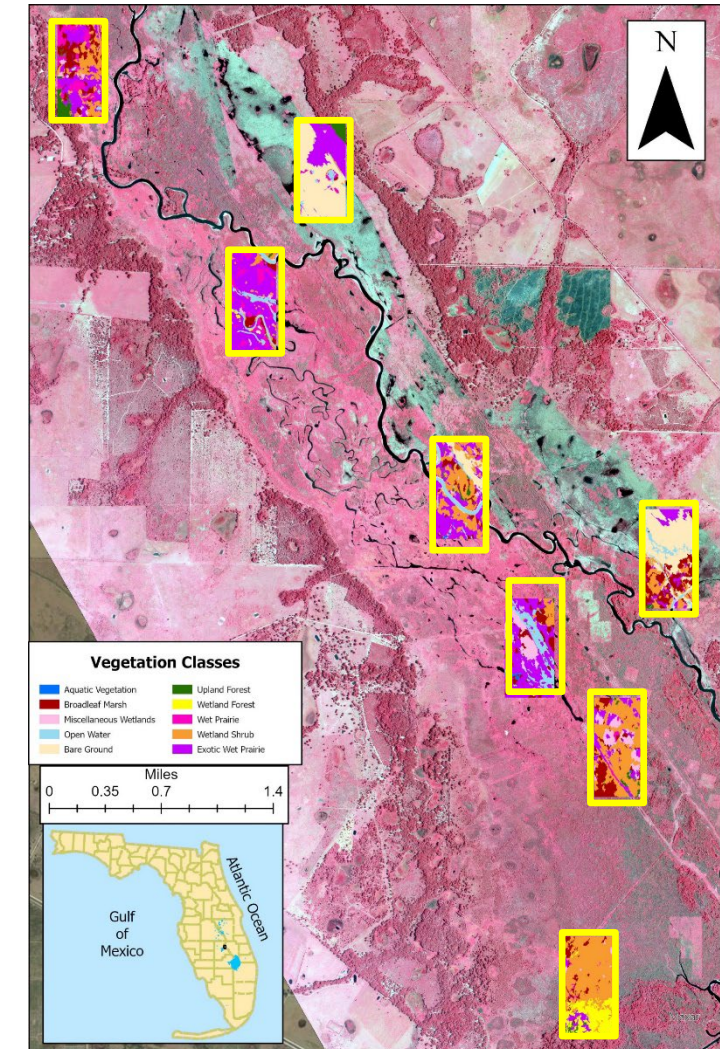 N
Vegetation Classes
Aquatic Vegetation
Upland Forest
Broadleaf Marsh
Wetland Forest
Miscellaneous Wetlands
Wet Prairie
Open Water
Wetland Shrub
Bare Ground
Exotic Wet Prairie
Miles
0 0.35 0.7 1.4
Atlantic Ocean
Gulf
of
Mexico